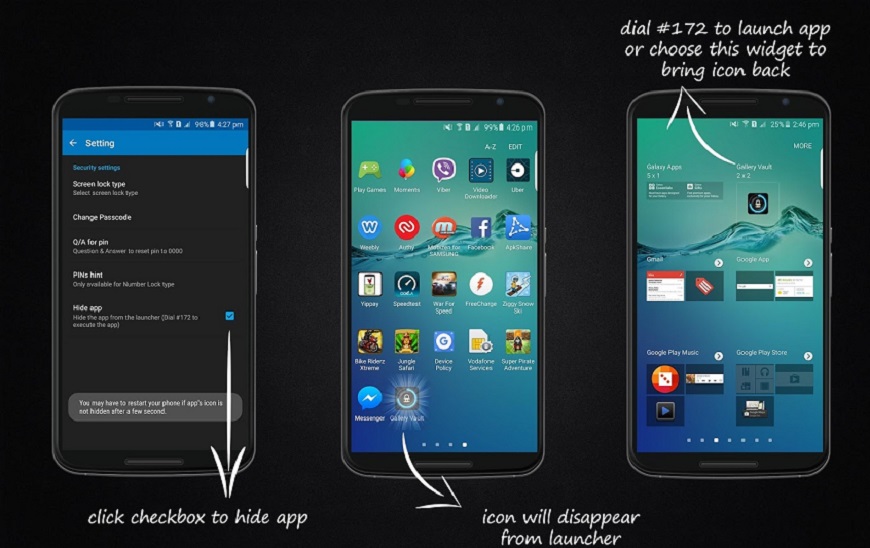 dial #172 to launch app
or choose this widget to
bring icon back
98% 4:27 pm
← Setting
Security settings
Screen lock type
Select screen lock type
Change Passcode
Q/A for pin
Question & Answer to reset pin to 0000
PINs hint
Only available for Number Lock type
Hide app
Hide the app from the launcher (Dial #172 to
execute the app)
You may have to restart your phone if app"s icon is
not hidden after a few second.
click checkbox to hide app
99% 4:26 pm
A-Z EDIT
Play Games Momentis Viber Video Uber
Downloader
Weebly Authy Mobizen for Facebook ApkShare
SAMSUNG
Yippay Speedtest War For FreeCharge Ziggy Snow
Speed Ski
Bike Riderz Jungle Device Vodafone Super Pirate
Xtreme Safari Policy Services Adventure
Messenger Gallery Vault
icon will disappear
from launcher
25% 2:46 pm
MORE
Galaxy Apps Gallery Vault
5 x 1 2 x 2
Gmail Google App
Google Play Music Google Play Store